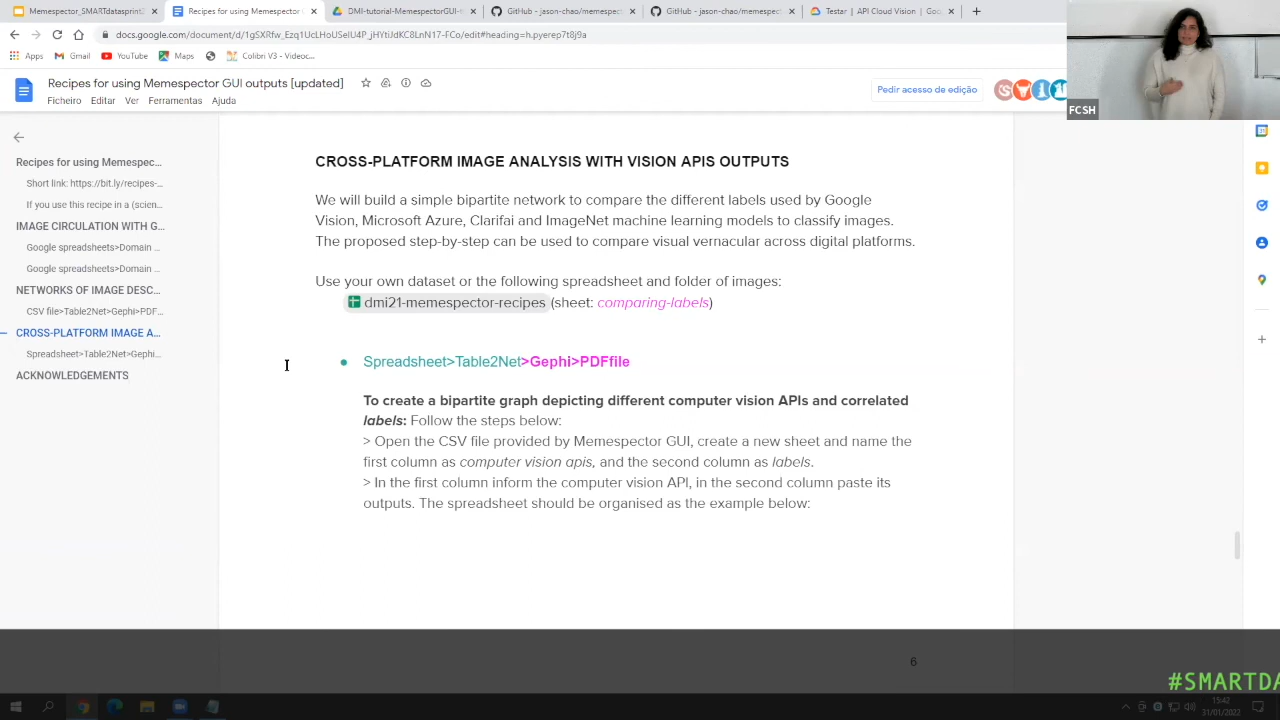 Memespector_SMARTdatasprint2
Recipes for using Memespector G
DMI-tutorial-MemespectorGUI-
GitHub - jason-chao/memespec
GitHub - jason-chao/memespec
Testar | API Cloud Vision | Goo
docs.google.com/document/d/1gSXRfw_Ezq1UcLHoUSelU4P_jHYtiJdKC8LnN17-FCo/edit#heading=h.pyerep7t8j9a
Apps
Gmail
YouTube
Maps
Colibri V3 - Videoc...
Recipes for using Memespector GUI outputs [updated]
Ficheiro Editar Ver Ferramentas Ajuda
Pedir acesso de edição
FCSH
Recipes for using Memespec...
Short link: https://bit.ly/recipes-...
If you use this recipe in a (scien...
IMAGE CIRCULATION WITH G...
Google spreadsheets>Domain ...
Google spreadsheets>Domain ...
NETWORKS OF IMAGE DESC...
CSV file>Table2Net>Gephi>PDF...
CROSS-PLATFORM IMAGE A...
Spreadsheet>Table2Net>Gephi...
ACKNOWLEDGEMENTS
CROSS-PLATFORM IMAGE ANALYSIS WITH VISION APIS OUTPUTS
We will build a simple bipartite network to compare the different labels used by Google
Vision, Microsoft Azure, Clarifai and ImageNet machine learning models to classify images.
The proposed step-by-step can be used to compare visual vernacular across digital platforms.
Use your own dataset or the following spreadsheet and folder of images:
dmi21-memespector-recipes (sheet: comparing-labels)
Spreadsheet>Table2Net>Gephi>PDFfile
To create a bipartite graph depicting different computer vision APIs and correlated
labels: Follow the steps below:
> Open the CSV file provided by Memespector GUI, create a new sheet and name the
first column as computer vision apis, and the second column as labels.
> In the first column inform the computer vision API, in the second column paste its
outputs. The spreadsheet should be organised as the example below:
6
#SMARTDA
15:42
31/01/2022